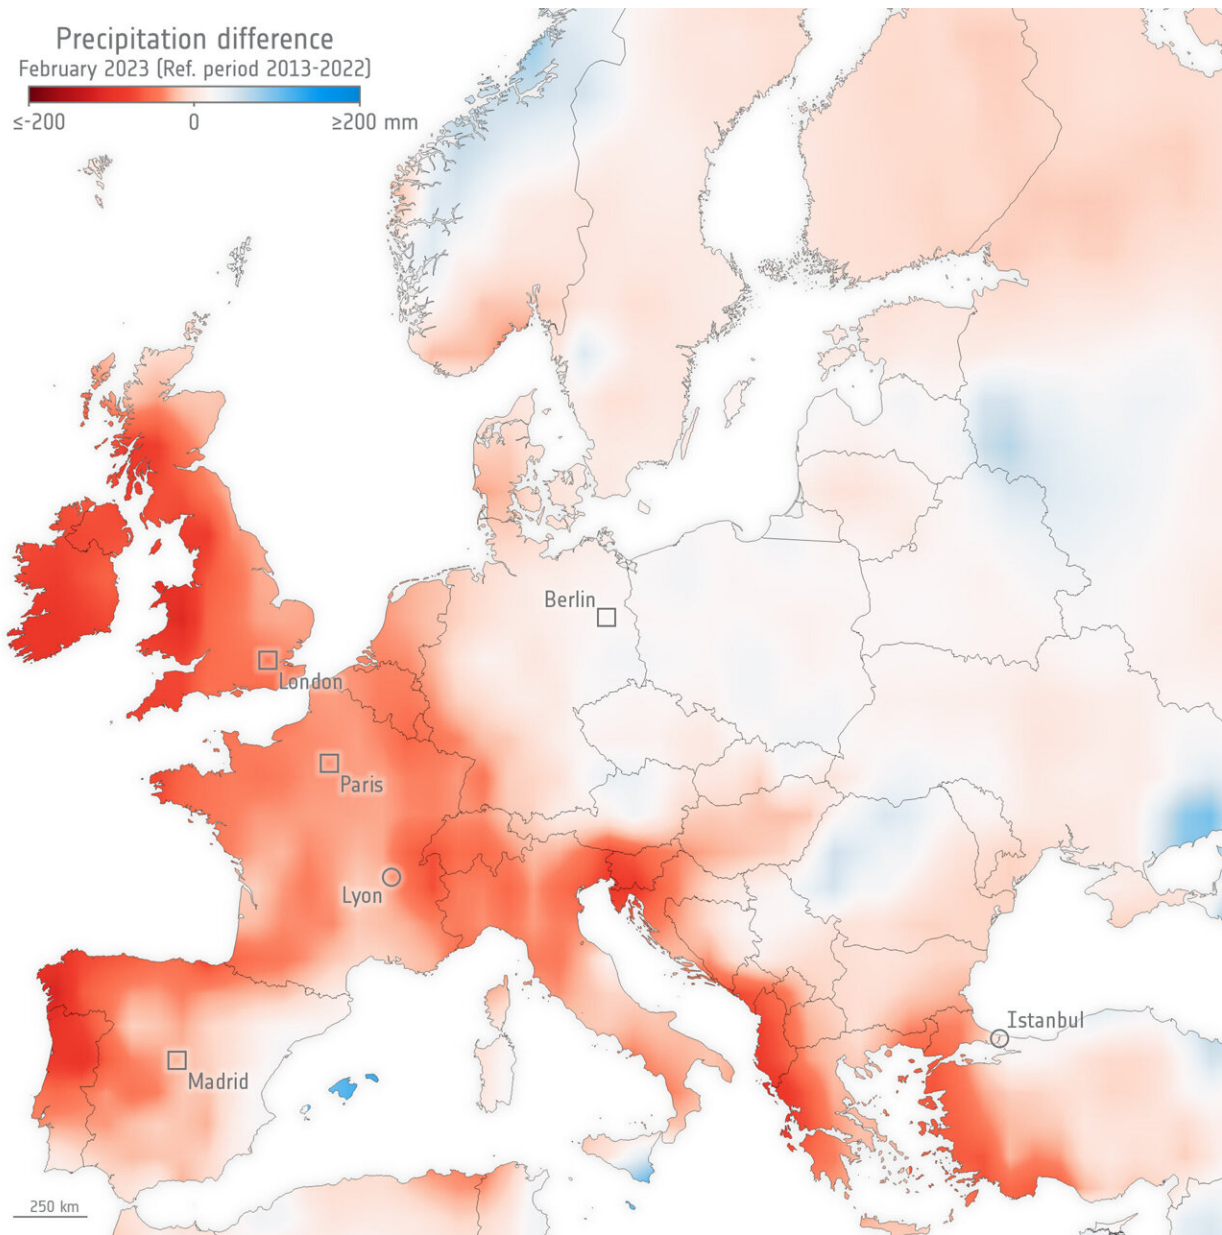 Precipitation difference
February 2023 (Ref. period 2013-2022)
≤-200 0 ≥200 mm
Berlin
London
Paris
Lyon
Istanbul
Madrid
250 km